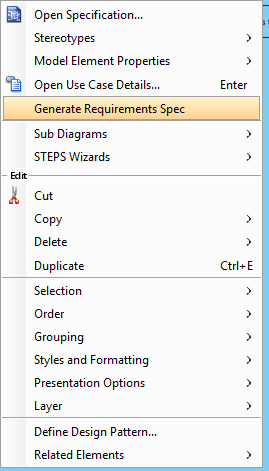 Open Specification...
Stereotypes
Model Element Properties
Open Use Case Details... Enter
Generate Requirements Spec
Sub Diagrams
STEPS Wizards
Edit
Cut
Copy
Delete
Duplicate Ctrl+E
Selection
Order
Grouping
Styles and Formatting
Presentation Options
Layer
Define Design Pattern...
Related Elements